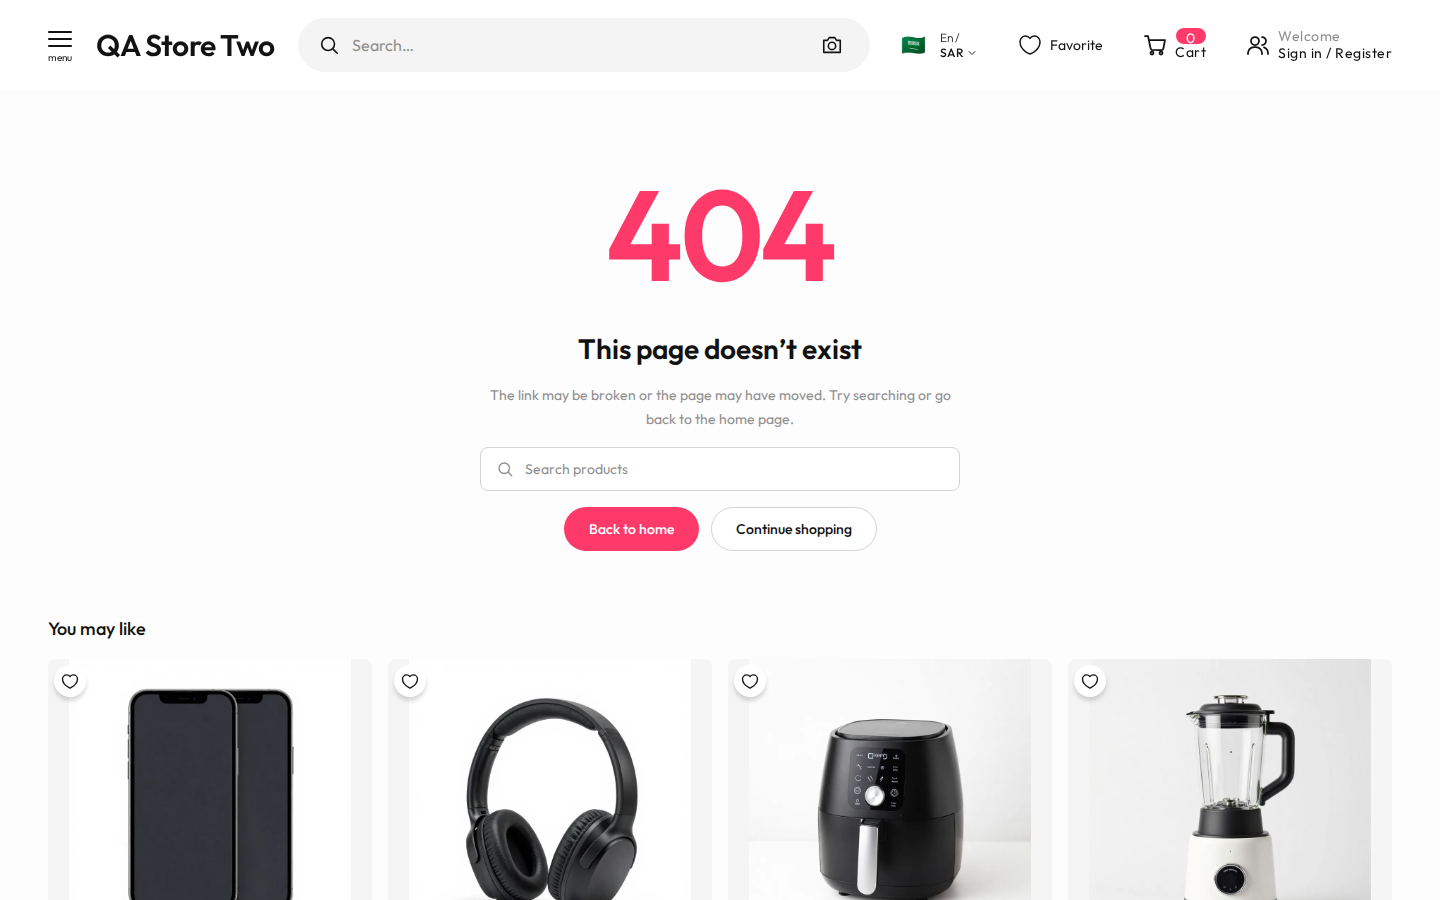 menu
QA Store Two
Search...
En/
SAR
Favorite
0
Cart
Welcome
Sign in / Register
404
This page doesn’t exist
The link may be broken or the page may have moved. Try searching or go
back to the home page.
Search products
Back to home
Continue shopping
You may like